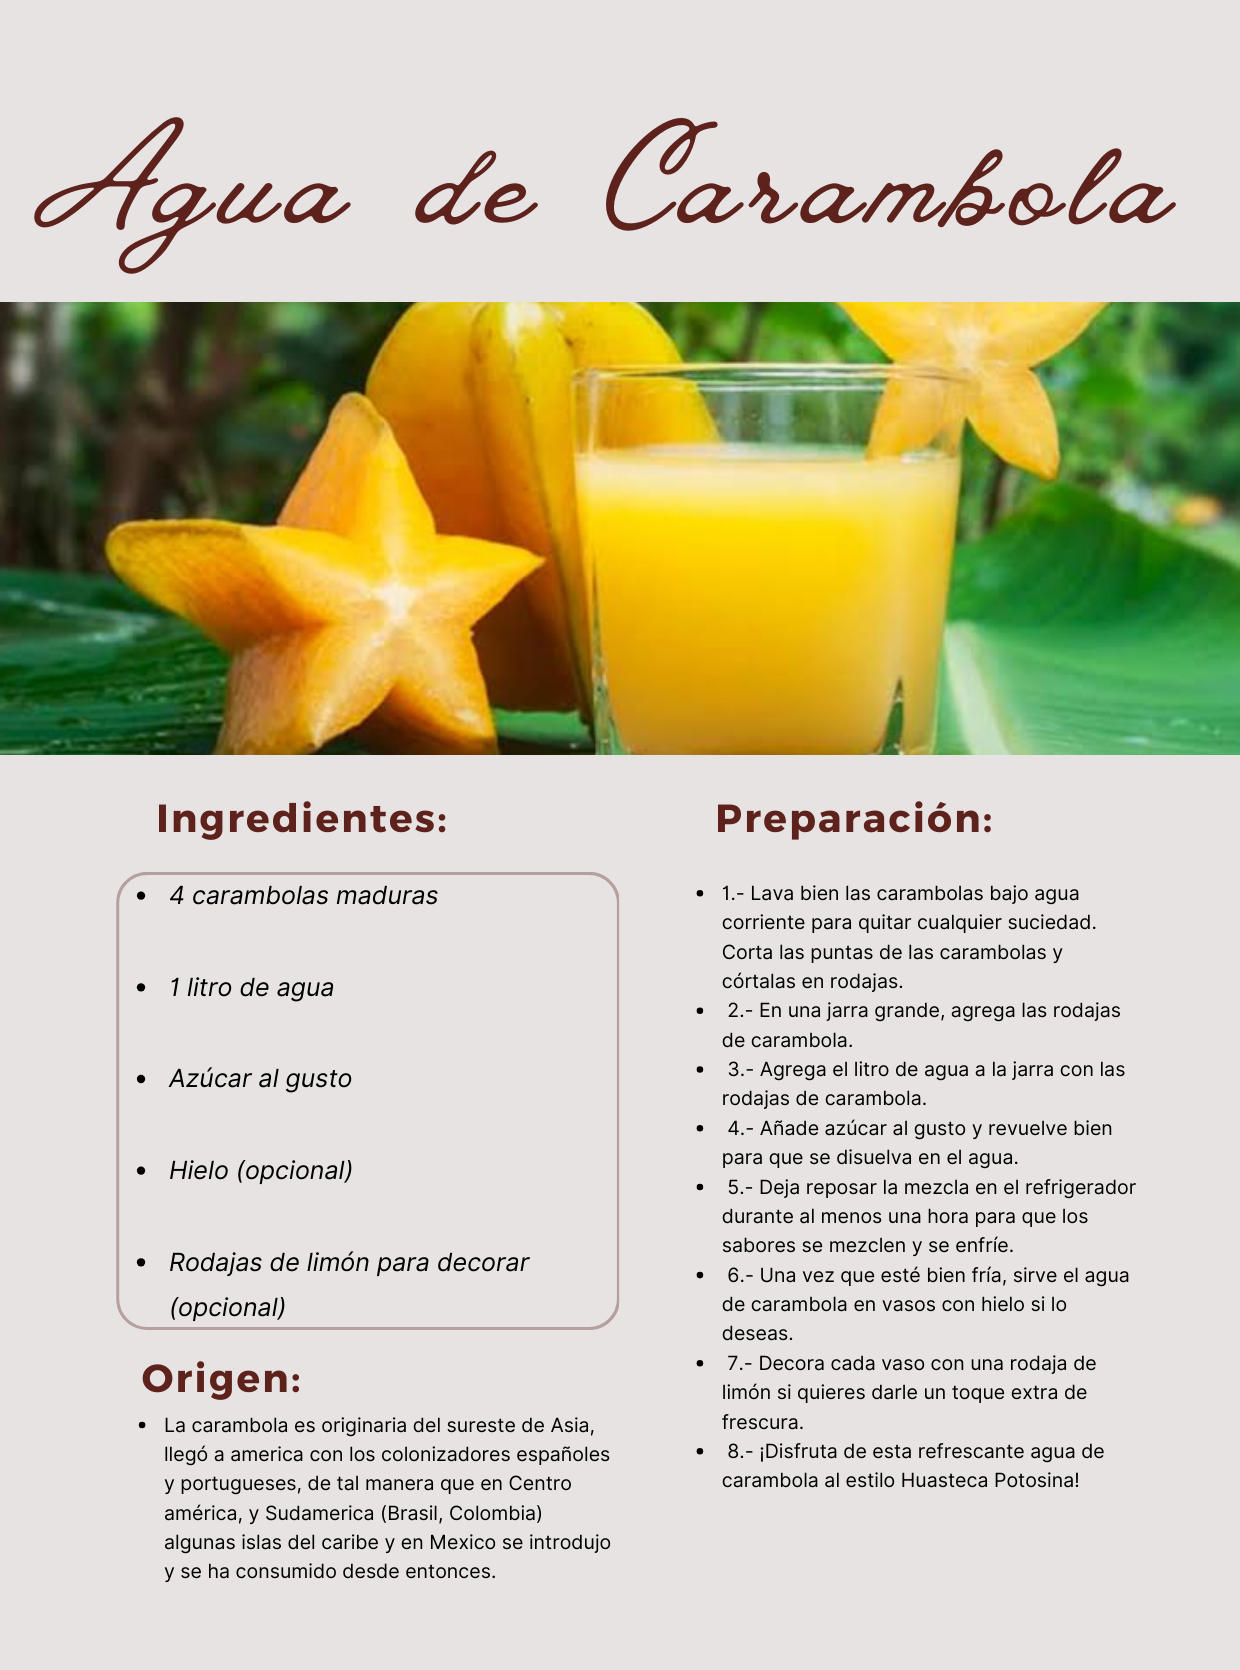 Agua de Carambola
Ingredientes:
• 4 carambolas maduras
• 1 litro de agua
• Azúcar al gusto
• Hielo (opcional)
• Rodajas de limón para decorar
(opcional)
Origen:
• La carambola es originaria del sureste de Asia,
llegó a america con los colonizadores españoles
y portugueses, de tal manera que en Centro
américa, y Sudamerica (Brasil, Colombia)
algunas islas del caribe y en Mexico se introdujo
y se ha consumido desde entonces.
Preparación:
• 1.- Lava bien las carambolas bajo agua
corriente para quitar cualquier suciedad.
Corta las puntas de las carambolas y
córtalas en rodajas.
• 2.- En una jarra grande, agrega las rodajas
de carambola.
• 3.- Agrega el litro de agua a la jarra con las
rodajas de carambola.
• 4.- Añade azúcar al gusto y revuelve bien
para que se disuelva en el agua.
• 5.- Deja reposar la mezcla en el refrigerador
durante al menos una hora para que los
sabores se mezclen y se enfríe.
• 6.- Una vez que esté bien fría, sirve el agua
de carambola en vasos con hielo si lo
deseas.
• 7.- Decora cada vaso con una rodaja de
limón si quieres darle un toque extra de
frescura.
• 8.- ¡Disfruta de esta refrescante agua de
carambola al estilo Huasteca Potosina!